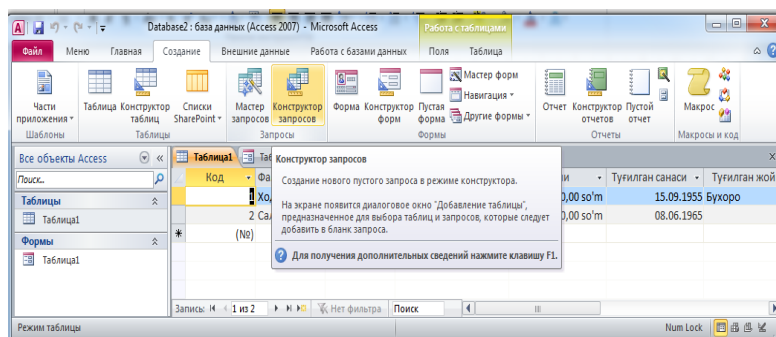 Database2 : база данных (Access 2007) - Microsoft Access
Работа с таблицами
Файл Меню Главная Создание Внешние данные Работа с базами данных Поля Таблица
Части приложения
Таблица
Конструктор таблиц
Списки SharePoint
Мастер запросов
Конструктор запросов
Форма
Конструктор форм
Пустая форма
Мастер форм
Навигация
Другие формы
Отчет
Конструктор отчетов
Пустой отчет
Макрос
Шаблоны Таблицы Запросы Формы Отчеты Макросы и код
Все объекты Access
Поиск...
Таблицы
Таблица1
Формы
Таблица1
Таблица1
Код
Туғилган санаси Туғилган жой
1 15.09.1955 Бухоро
2 08.06.1965
(№)
0,00 so'm
0,00 so'm
Конструктор запросов
Создание нового пустого запроса в режиме конструктора.
На экране появится диалоговое окно "Добавление таблицы",
предназначенное для выбора таблиц и запросов, которые следует
добавить в бланк запроса.
Для получения дополнительных сведений нажмите клавишу F1.
Запись: 1 из 2 Нет фильтра Поиск
Режим таблицы Num Lock